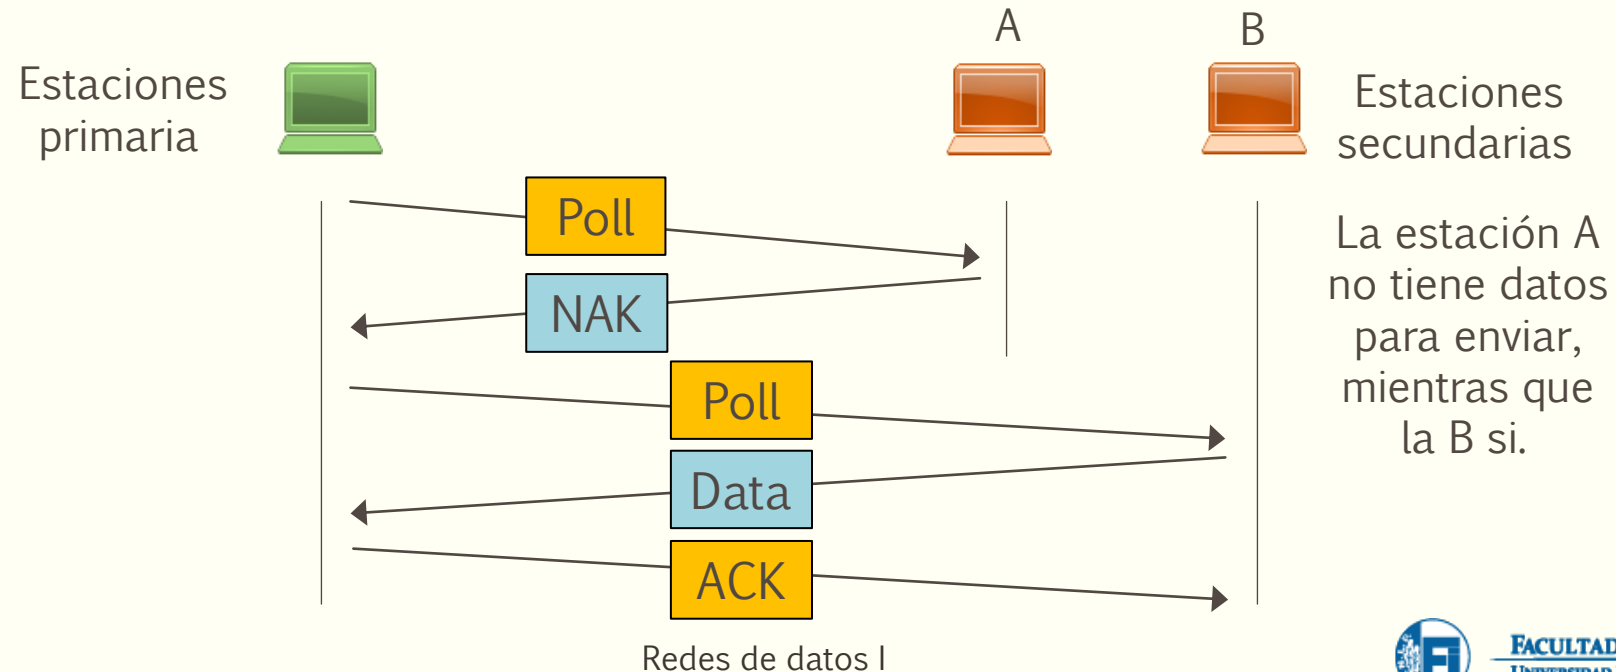 A
B
Estaciones
primaria
Estaciones
secundarias
Poll
NAK
Poll
Data
ACK
La estación A
no tiene datos
para enviar,
mientras que
la B si.
Redes de datos I
FACULTAD